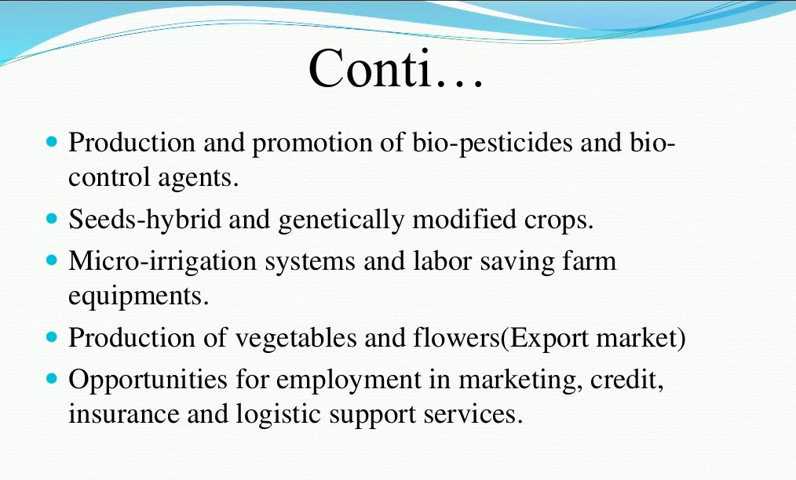 Conti…
• Production and promotion of bio-pesticides and bio-
control agents.
• Seeds-hybrid and genetically modified crops.
• Micro-irrigation systems and labor saving farm
equipments.
• Production of vegetables and flowers(Export market)
• Opportunities for employment in marketing, credit,
insurance and logistic support services.